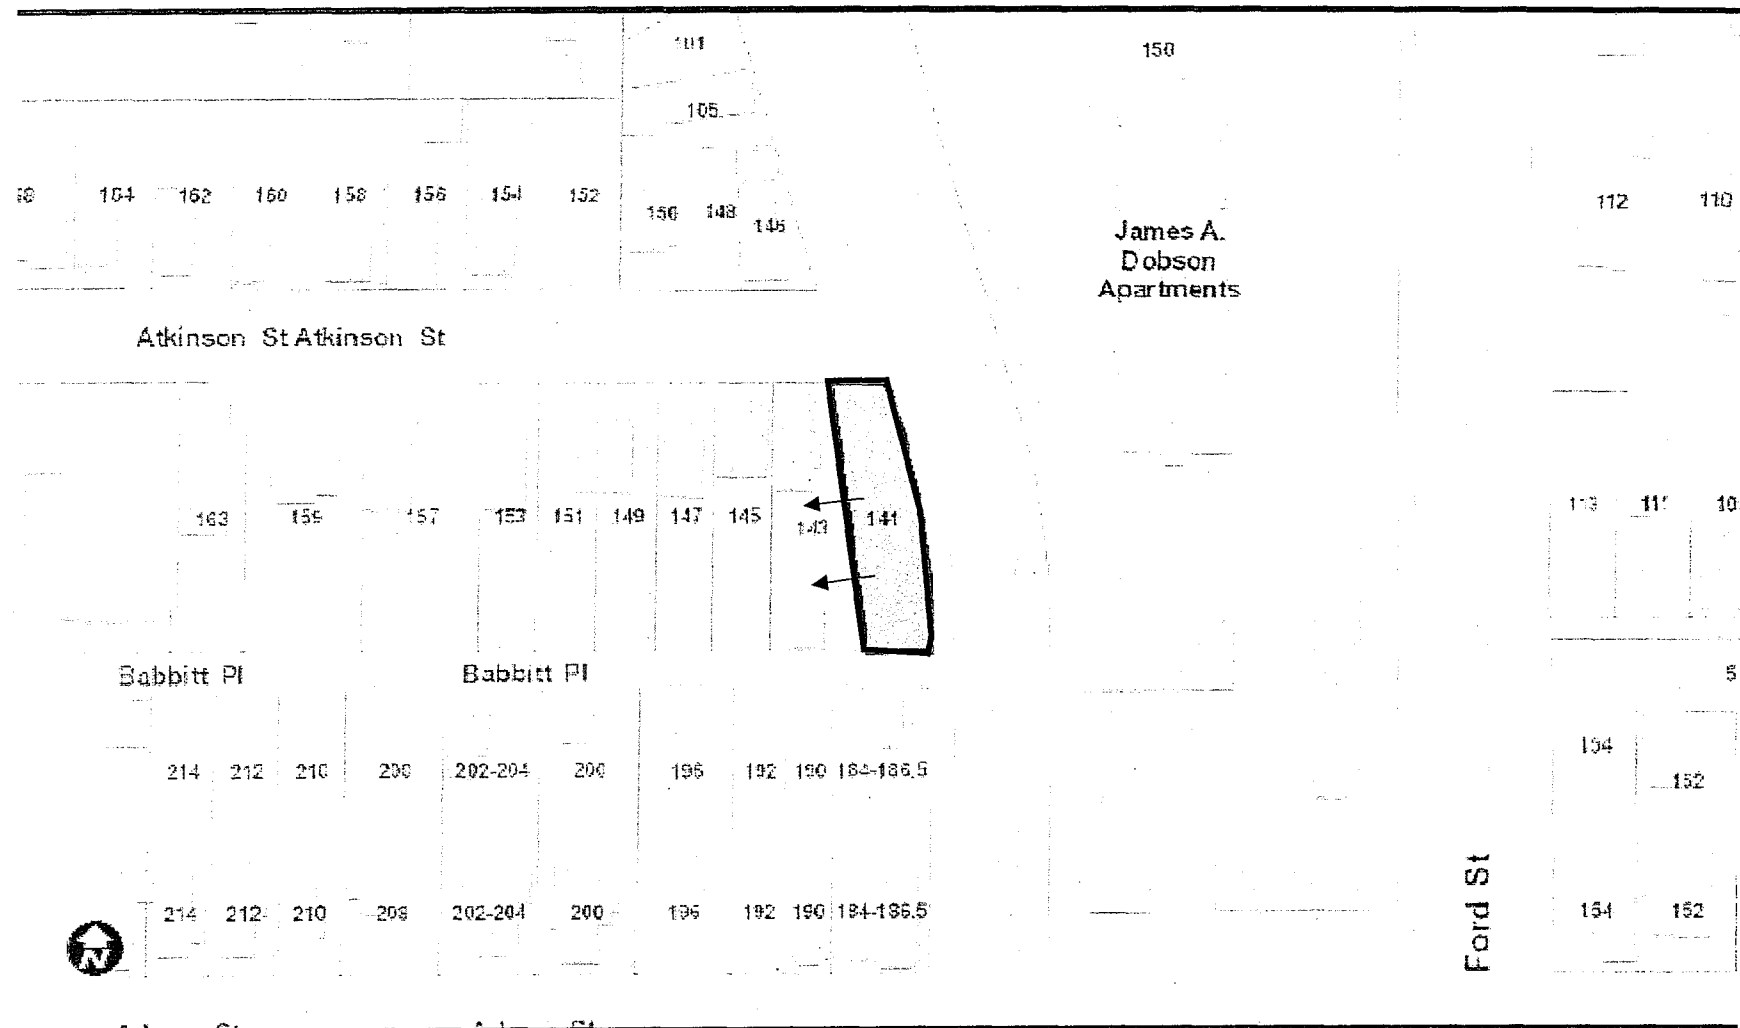 101
150
105
164 162 160 158 156 154 152
150 148 146
112 110
James A.
Dobson
Apartments
Atkinson St Atkinson St
163 159 157 153 151 149 147 145 143 141
Babbitt Pl Babbitt Pl
5
214 212 210 208 202-204 200 196 192 190 184-186.5
154
152
Ford St
214 212 210 208 202-204 200 196 192 190 184-186.5
154 152
N